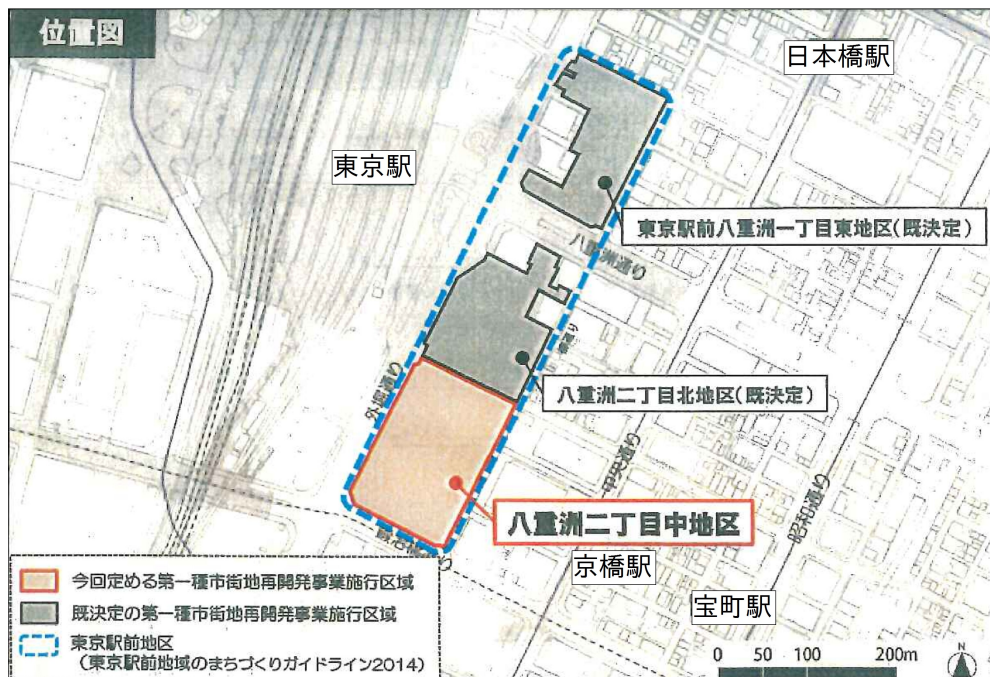 位置図
日本橋駅
東京駅
東京駅前八重洲一丁目東地区(既決定)
八重洲通り
八重洲二丁目北地区(既決定)
外堀通り
中央通り
昭和通り
八重洲二丁目中地区
京橋駅
宝町駅
今回定める第一種市街地再開発事業施行区域
既決定の第一種市街地再開発事業施行区域
東京駅前地区
(東京駅前地域のまちづくりガイドライン2014)
0 50 100 200m
N